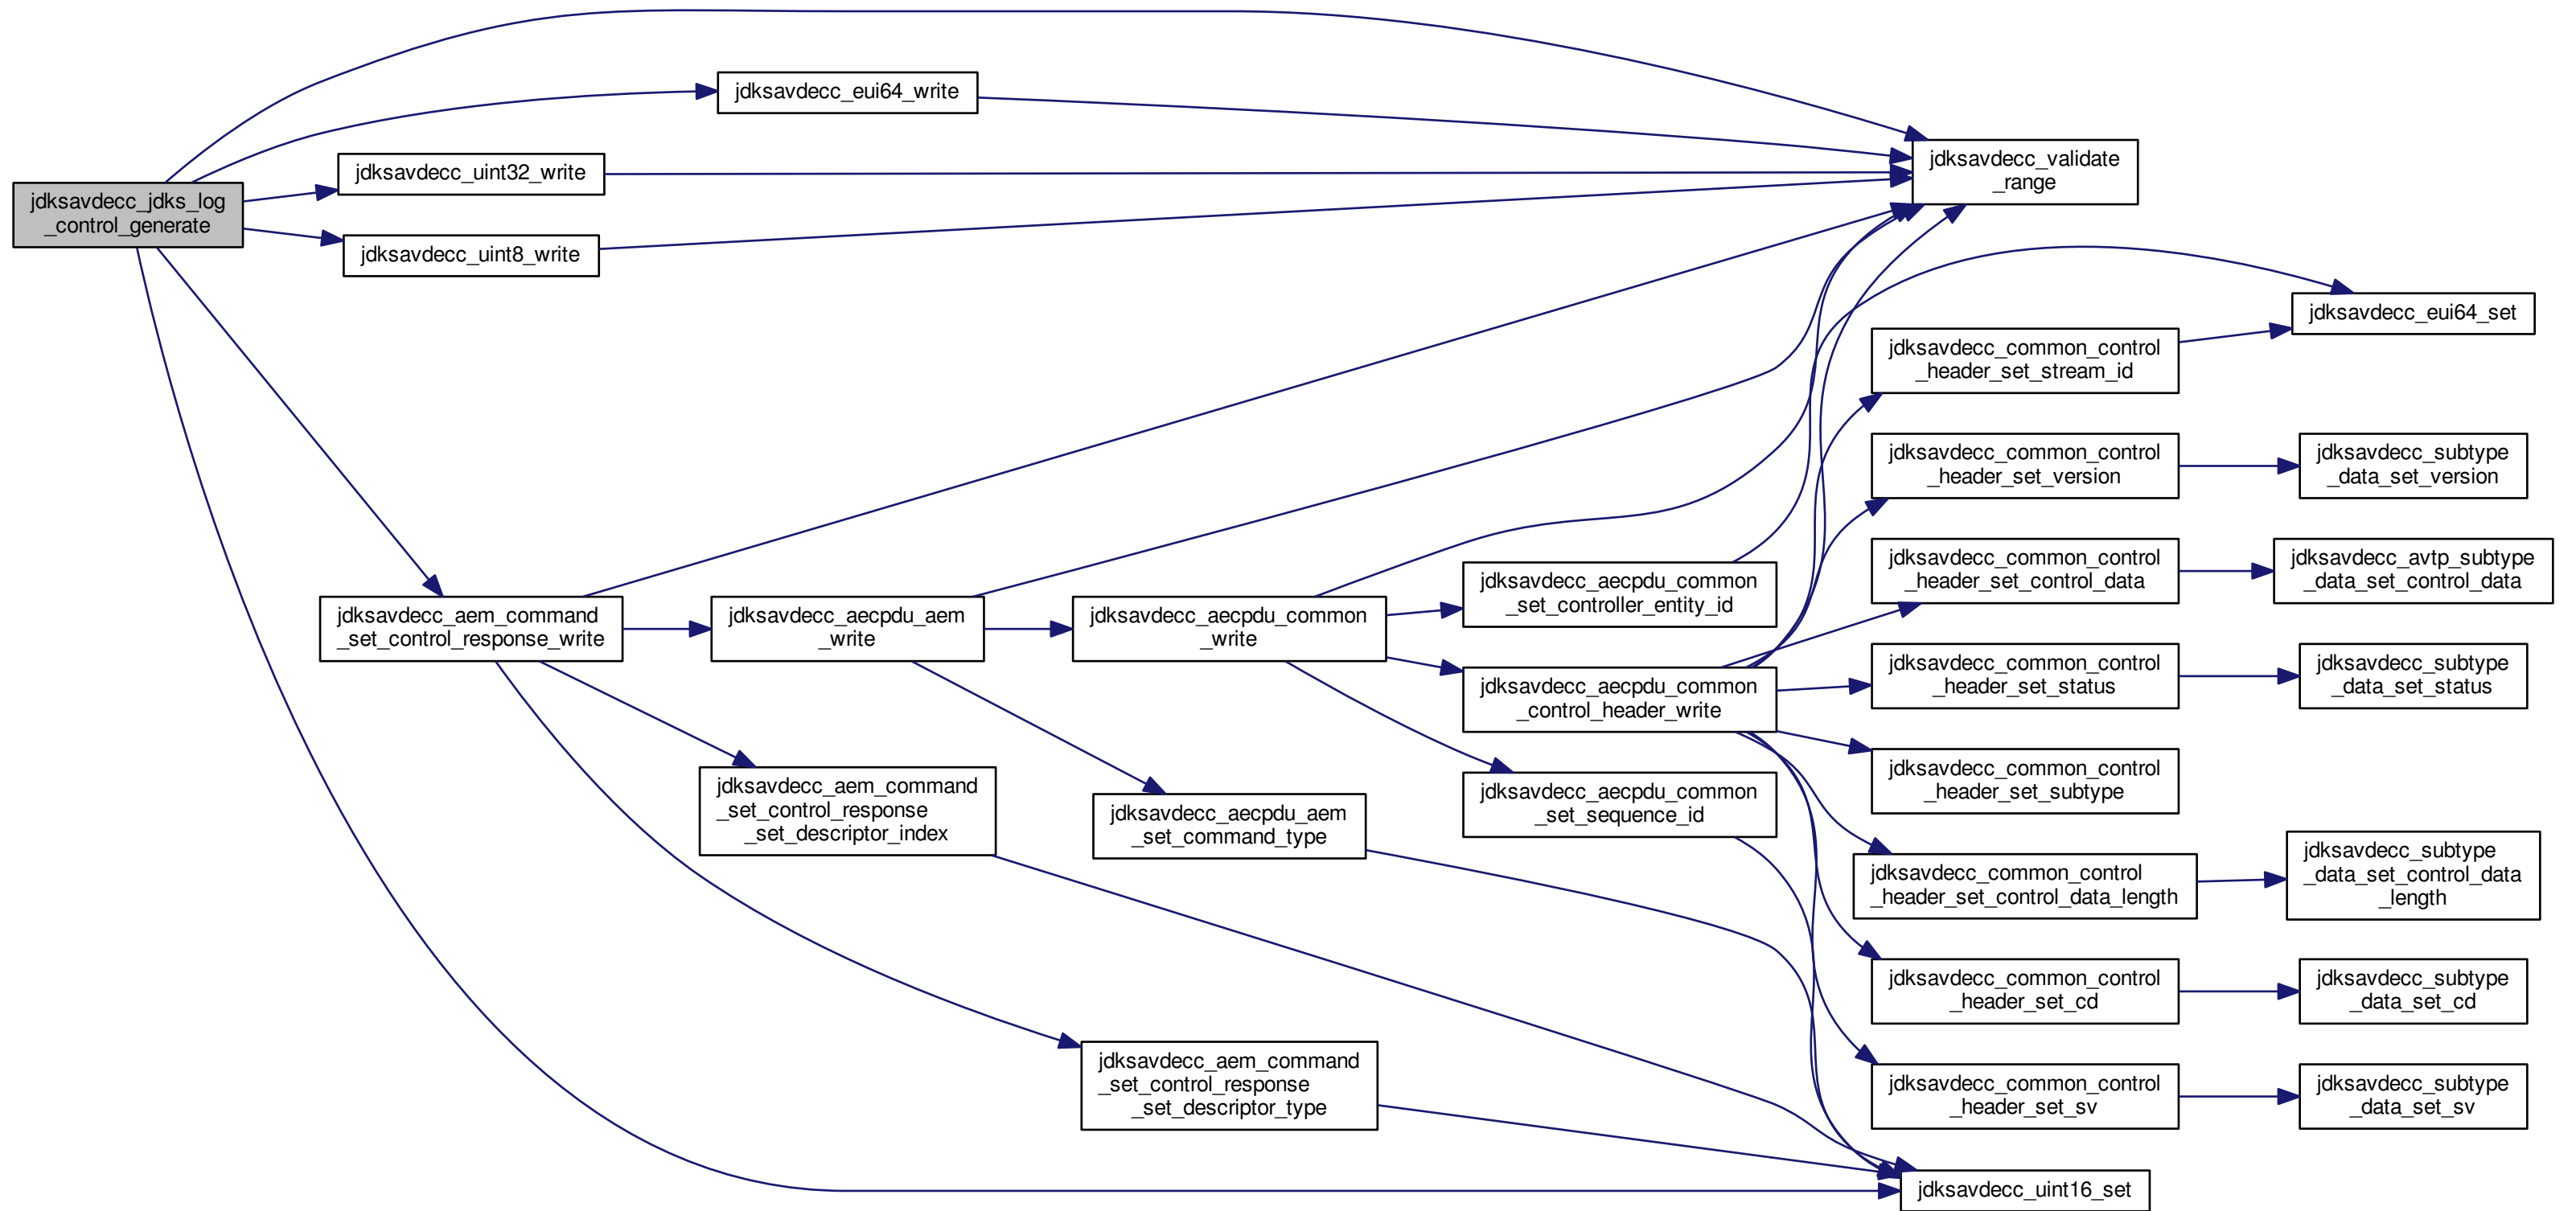 jdksavdecc_jdks_log
_control_generate
jdksavdecc_eui64_write
jdksavdecc_uint32_write
jdksavdecc_uint8_write
jdksavdecc_validate
_range
jdksavdecc_eui64_set
jdksavdecc_common_control
_header_set_stream_id
jdksavdecc_common_control
_header_set_version
jdksavdecc_subtype
_data_set_version
jdksavdecc_common_control
_header_set_control_data
jdksavdecc_avtp_subtype
_data_set_control_data
jdksavdecc_aem_command
_set_control_response_write
jdksavdecc_aecpdu_aem
_write
jdksavdecc_aecpdu_common
_write
jdksavdecc_aecpdu_common
_set_controller_entity_id
jdksavdecc_aecpdu_common
_control_header_write
jdksavdecc_common_control
_header_set_status
jdksavdecc_subtype
_data_set_status
jdksavdecc_common_control
_header_set_subtype
jdksavdecc_aem_command
_set_control_response
_set_descriptor_index
jdksavdecc_aecpdu_aem
_set_command_type
jdksavdecc_aecpdu_common
_set_sequence_id
jdksavdecc_common_control
_header_set_control_data_length
jdksavdecc_subtype
_data_set_control_data
_length
jdksavdecc_common_control
_header_set_cd
jdksavdecc_subtype
_data_set_cd
jdksavdecc_aem_command
_set_control_response
_set_descriptor_type
jdksavdecc_common_control
_header_set_sv
jdksavdecc_subtype
_data_set_sv
jdksavdecc_uint16_set